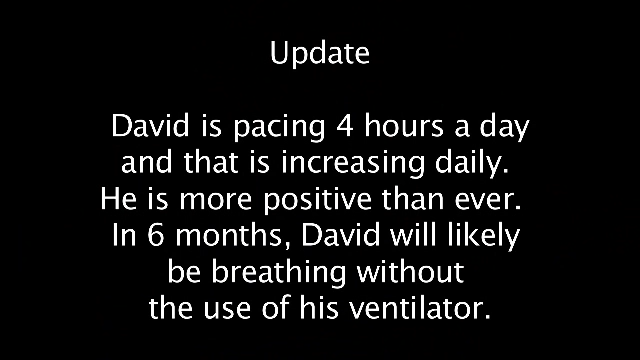 Update
David is pacing 4 hours a day
and that is increasing daily.
He is more positive than ever.
In 6 months, David will likely
be breathing without
the use of his ventilator.